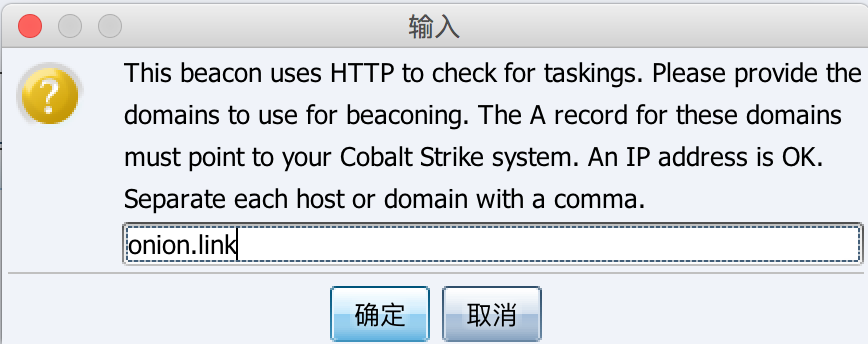 输入
This beacon uses HTTP to check for taskings. Please provide the
domains to use for beaconing. The A record for these domains
must point to your Cobalt Strike system. An IP address is OK.
Separate each host or domain with a comma.
onion.link
确定 取消